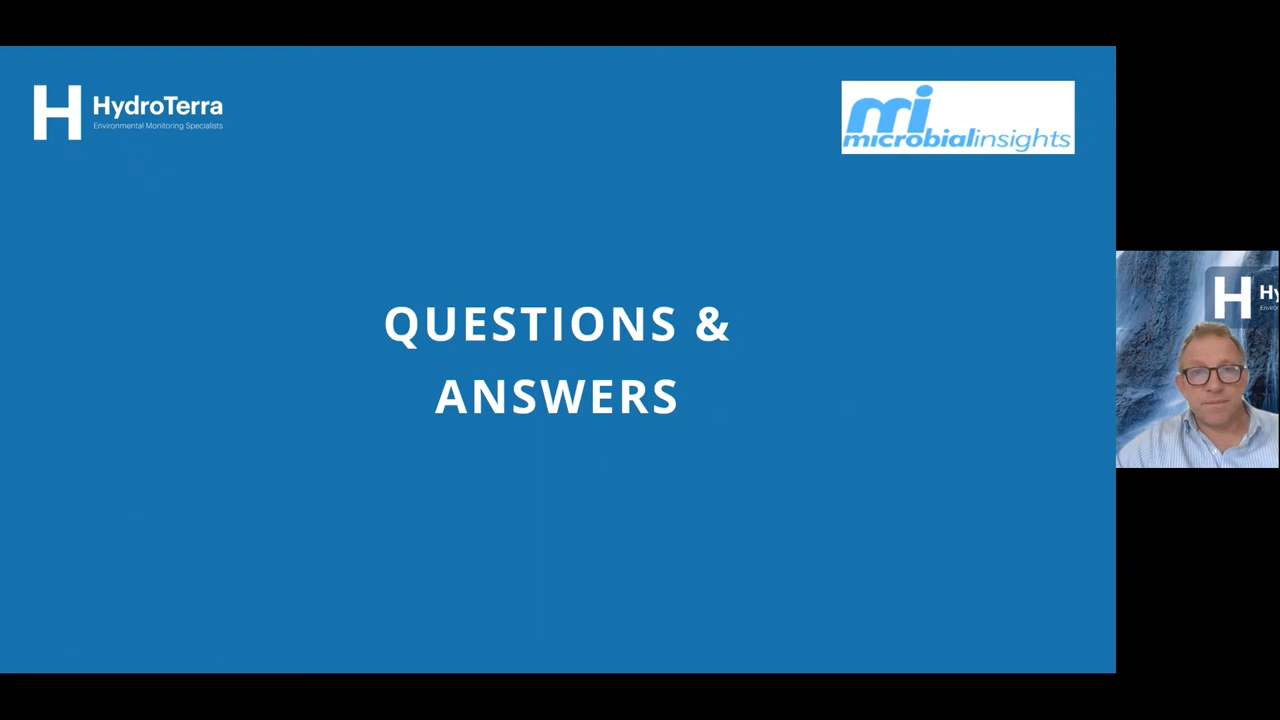 HydroTerra
Environmental Monitoring Specialists
mi
microbialinsights
QUESTIONS &
ANSWERS
H